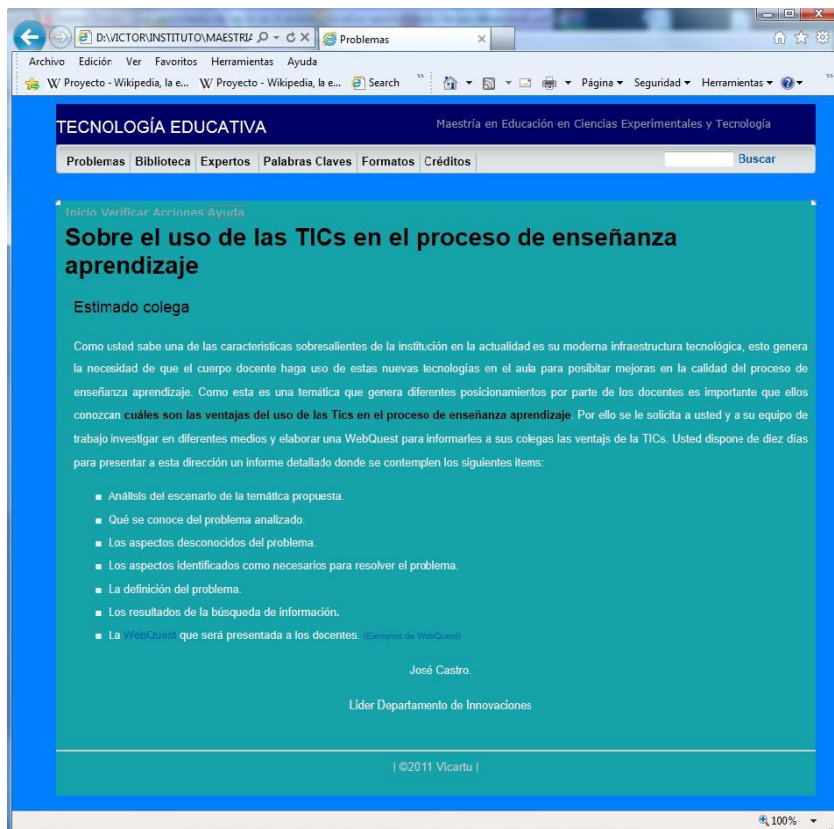 D:\VICTOR\INSTITUTO\MAESTRIA
Problemas
Archivo Edición Ver Favoritos Herramientas Ayuda
Proyecto - Wikipedia, la e... Proyecto - Wikipedia, la e... Search Página Seguridad Herramientas
TECNOLOGÍA EDUCATIVA Maestría en Educación en Ciencias Experimentales y Tecnología
Problemas Biblioteca Expertos Palabras Claves Formatos Créditos Buscar
Inicio Verificar Acciones Ayuda
Sobre el uso de las TICs en el proceso de enseñanza
aprendizaje
Estimado colega
Como usted sabe una de las caracteristicas sobresalientes de la institución en la actualidad es su moderna infraestructura tecnológica, esto genera
la necesidad de que el cuerpo docente haga uso de estas nuevas tecnologías en el aula para posibitar mejoras en la calidad del proceso de
enseñanza aprendizaje. Como esta es una temática que genera diferentes posicionamientos por parte de los docentes es importante que ellos
conozcan cuáles son las ventajas del uso de las Tics en el proceso de enseñanza aprendizaje. Por ello se le solicita a usted y a su equipo de
trabajo investigar en diferentes medios y elaborar una WebQuest para informarles a sus colegas las ventajs de la TICs. Usted dispone de diez días
para presentar a esta dirección un informe detallado donde se contemplen los siguientes items:
Análisis del escenario de la temática propuesta.
Qué se conoce del problema analizado.
Los aspectos desconocidos del problema.
Los aspectos identificados como necesarios para resolver el problema.
La definición del problema.
Los resultados de la búsqueda de información.
La WebQuest que será presentada a los docentes. (Ejemplos de WebQuest)
José Castro.
Lider Departamento de Innovaciones
| ©2011 Vicartu |
100%